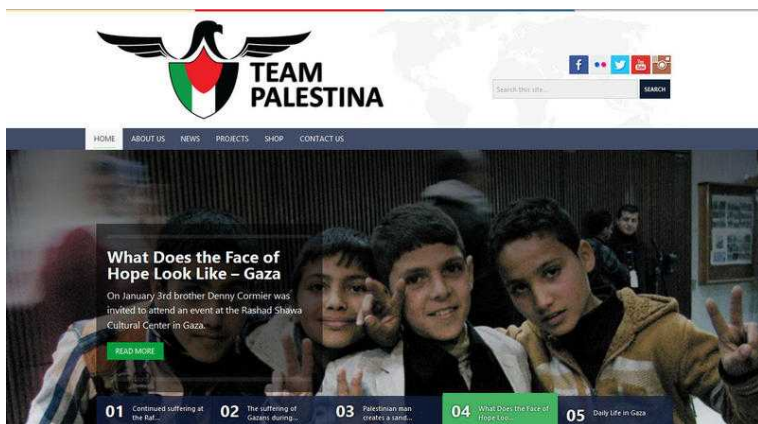 TEAM
PALESTINA
Search this site...
SEARCH
HOME ABOUT US NEWS PROJECTS SHOP CONTACT US
What Does the Face of
Hope Look Like – Gaza
On January 3rd brother Denny Cormier was
invited to attend an event at the Rashad Shawa
Cultural Center in Gaza.
READ MORE
01 Continued suffering at
the Raf...
02 The suffering of
Gazans during...
03 Palestinian man
creates a sand...
04 What Does the Face of
Hope Loo...
05 Daily Life in Gaza